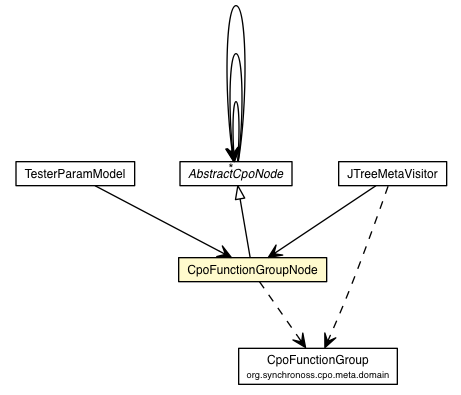 *
TesterParamModel
AbstractCpoNode
JTreeMetaVisitor
CpoFunctionGroupNode
CpoFunctionGroup
org.synchronoss.cpo.meta.domain